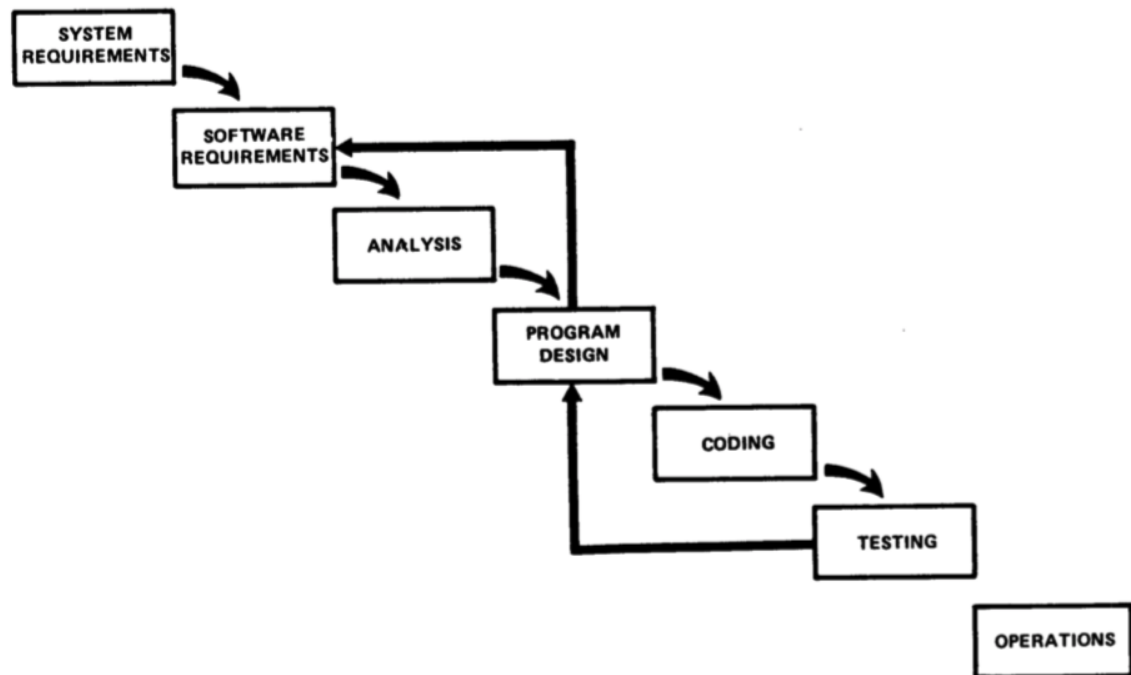 SYSTEM
REQUIREMENTS
SOFTWARE
REQUIREMENTS
ANALYSIS
PROGRAM
DESIGN
CODING
TESTING
OPERATIONS